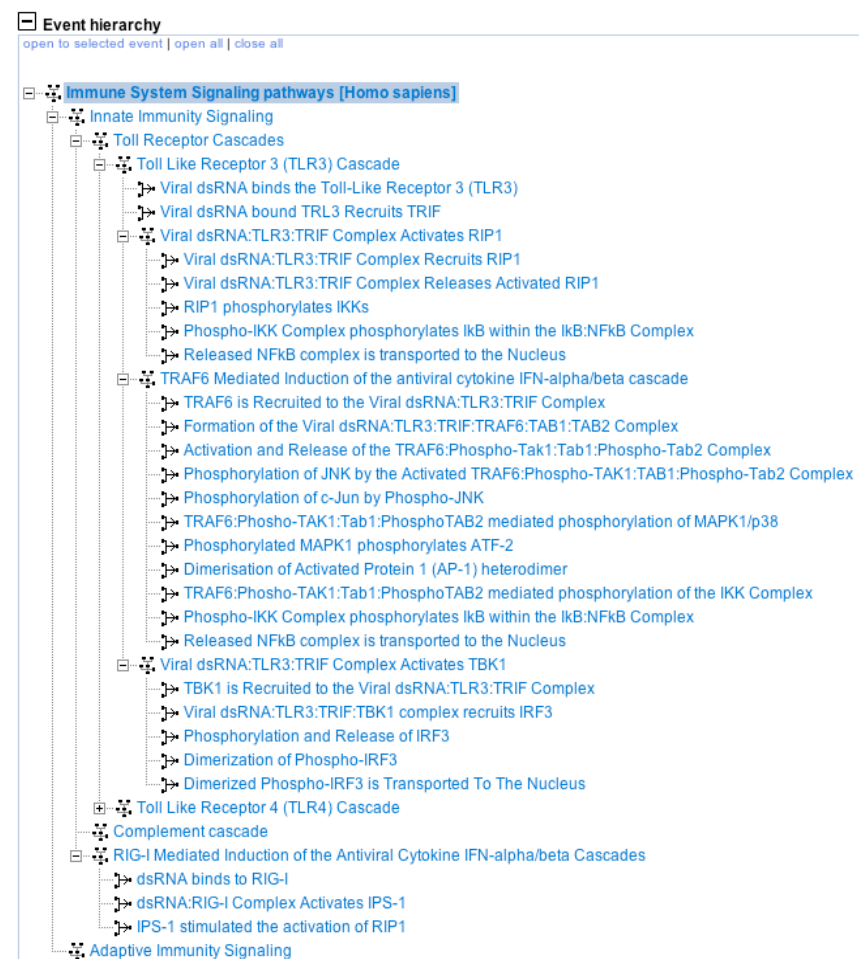 Event hierarchy
open to selected event | open all | close all
Immune System Signaling pathways [Homo sapiens]
Innate Immunity Signaling
Toll Receptor Cascades
Toll Like Receptor 3 (TLR3) Cascade
Viral dsRNA binds the Toll-Like Receptor 3 (TLR3)
Viral dsRNA bound TRL3 Recruits TRIF
Viral dsRNA:TLR3:TRIF Complex Activates RIP1
Viral dsRNA:TLR3:TRIF Complex Recruits RIP1
Viral dsRNA:TLR3:TRIF Complex Releases Activated RIP1
RIP1 phosphorylates IKKs
Phospho-IKK Complex phosphorylates IkB within the IkB:NFkB Complex
Released NFkB complex is transported to the Nucleus
TRAF6 Mediated Induction of the antiviral cytokine IFN-alpha/beta cascade
TRAF6 is Recruited to the Viral dsRNA:TLR3:TRIF Complex
Formation of the Viral dsRNA:TLR3:TRIF:TRAF6:TAB1:TAB2 Complex
Activation and Release of the TRAF6:Phospho-Tak1:Tab1:Phospho-Tab2 Complex
Phosphorylation of JNK by the Activated TRAF6:Phospho-TAK1:TAB1:Phospho-Tab2 Complex
Phosphorylation of c-Jun by Phospho-JNK
TRAF6:Phosho-TAK1:Tab1:PhosphoTAB2 mediated phosphorylation of MAPK1/p38
Phosphorylated MAPK1 phosphorylates ATF-2
Dimerisation of Activated Protein 1 (AP-1) heterodimer
TRAF6:Phosho-TAK1:Tab1:PhosphoTAB2 mediated phosphorylation of the IKK Complex
Phospho-IKK Complex phosphorylates IkB within the IkB:NFkB Complex
Released NFkB complex is transported to the Nucleus
Viral dsRNA:TLR3:TRIF Complex Activates TBK1
TBK1 is Recruited to the Viral dsRNA:TLR3:TRIF Complex
Viral dsRNA:TLR3:TRIF:TBK1 complex recruits IRF3
Phosphorylation and Release of IRF3
Dimerization of Phospho-IRF3
Dimerized Phospho-IRF3 is Transported To The Nucleus
Toll Like Receptor 4 (TLR4) Cascade
Complement cascade
RIG-I Mediated Induction of the Antiviral Cytokine IFN-alpha/beta Cascades
dsRNA binds to RIG-I
dsRNA:RIG-I Complex Activates IPS-1
IPS-1 stimulated the activation of RIP1
Adaptive Immunity Signaling